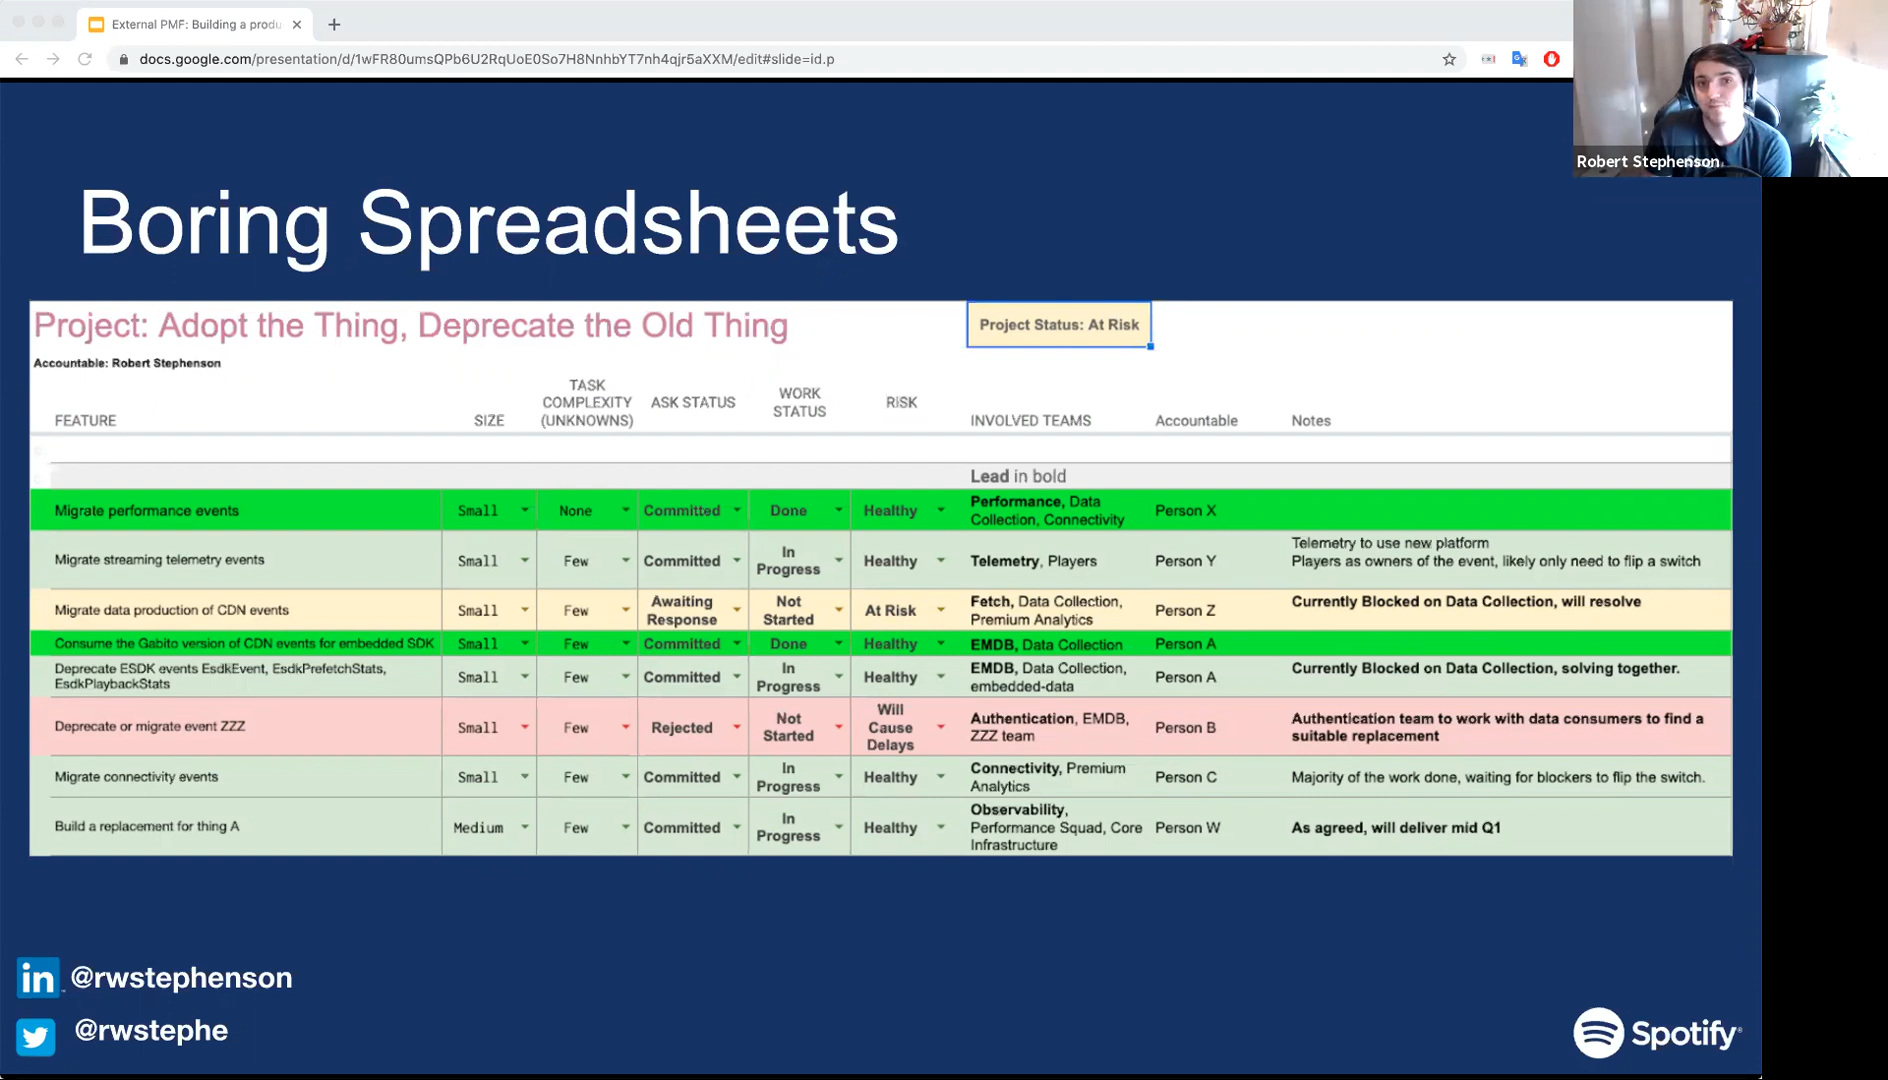 External PMF: Building a produ
docs.google.com/presentation/d/1wFR80umsQPb6U2RqUoE0So7H8NnhbYT7nh4qjr5aXXM/edit#slide=id.p
Robert Stephenson
Boring Spreadsheets
Project: Adopt the Thing, Deprecate the Old Thing
Project Status: At Risk
Accountable: Robert Stephenson
FEATURE SIZE TASK COMPLEXITY (UNKNOWNS) ASK STATUS WORK STATUS RISK INVOLVED TEAMS Accountable Notes
Lead in bold
Migrate performance events Small None Committed Done Healthy Performance, Data Collection, Connectivity Person X
Migrate streaming telemetry events Small Few Committed In Progress Healthy Telemetry, Players Person Y Telemetry to use new platform
Players as owners of the event, likely only need to flip a switch
Migrate data production of CDN events Small Few Awaiting Response Not Started At Risk Fetch, Data Collection, Premium Analytics Person Z Currently Blocked on Data Collection, will resolve
Consume the Gabito version of CDN events for embedded SDK Small Few Committed Done Healthy EMDB, Data Collection Person A
Deprecate ESDK events EsdkEvent, EsdkPrefetchStats, EsdkPlaybackStats Small Few Committed In Progress Healthy EMDB, Data Collection, embedded-data Person A Currently Blocked on Data Collection, solving together.
Deprecate or migrate event ZZZ Small Few Rejected Not Started Will Cause Delays Authentication, EMDB, ZZZ team Person B Authentication team to work with data consumers to find a suitable replacement
Migrate connectivity events Small Few Committed In Progress Healthy Connectivity, Premium Analytics Person C Majority of the work done, waiting for blockers to flip the switch.
Build a replacement for thing A Medium Few Committed In Progress Healthy Observability, Performance Squad, Core Infrastructure Person W As agreed, will deliver mid Q1
in @rwstephenson
@rwstephe
Spotify